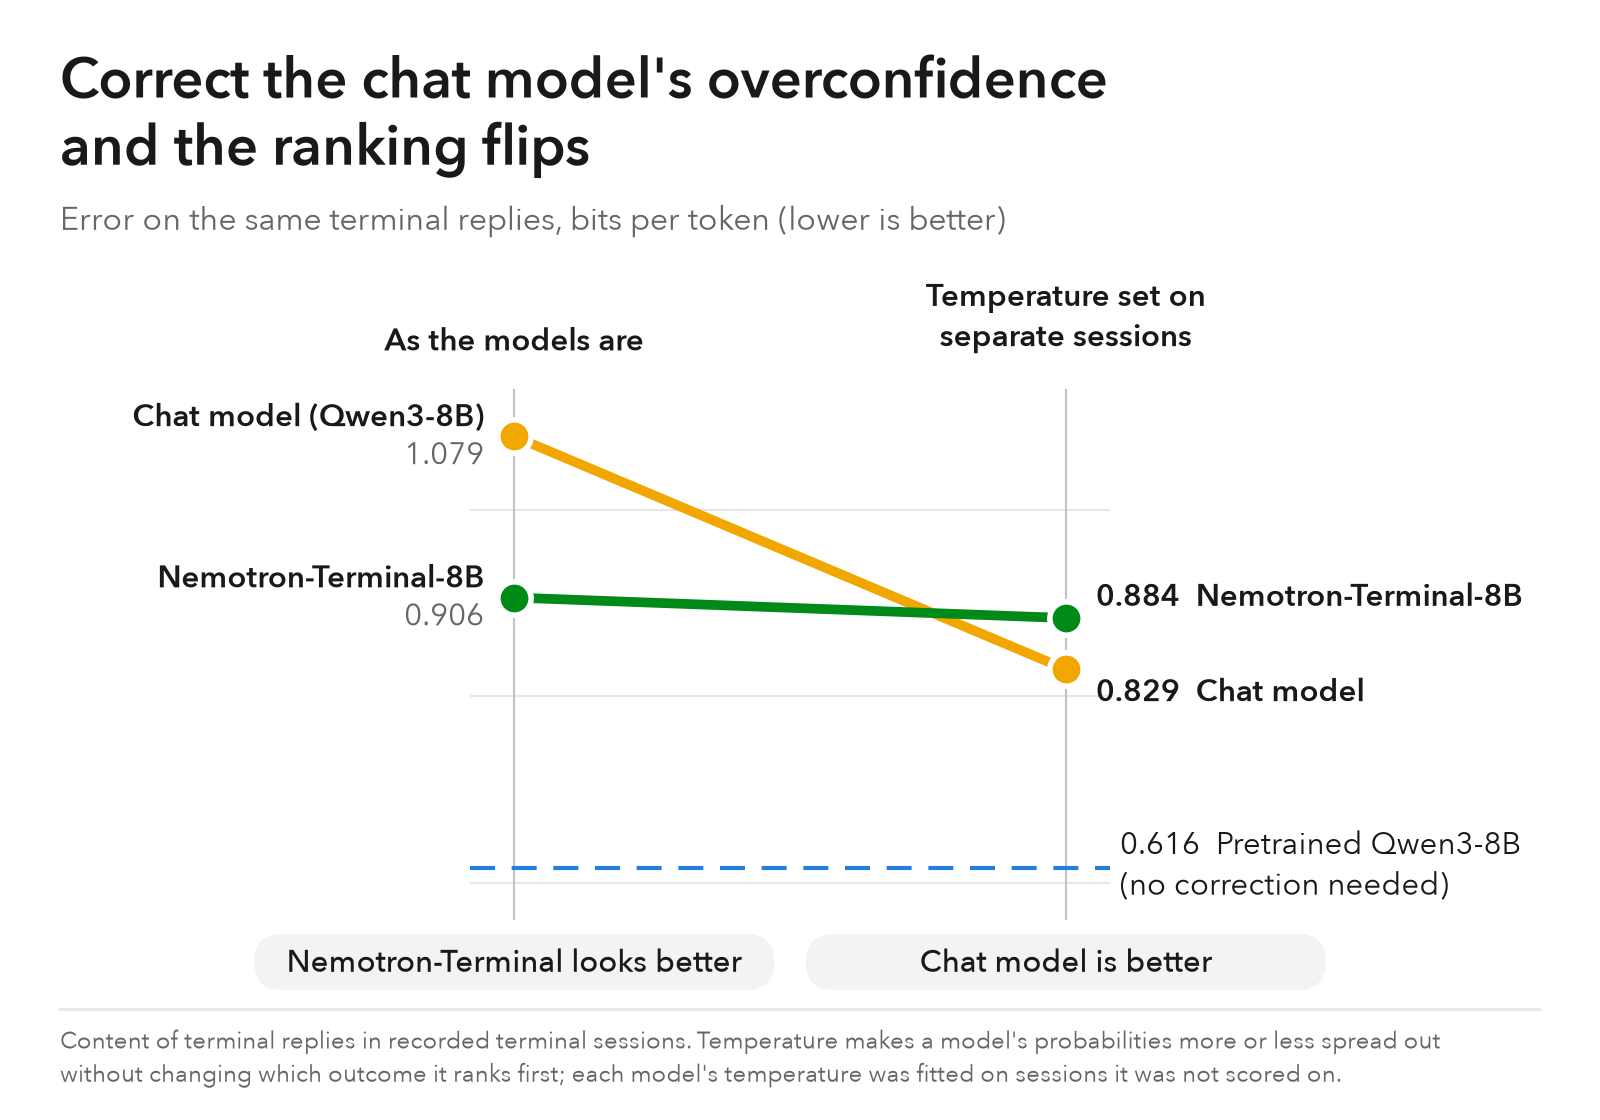 Correct the chat model's overconfidence
and the ranking flips
Error on the same terminal replies, bits per token (lower is better)
As the models are
Temperature set on
separate sessions
Chat model (Qwen3-8B)
1.079
Nemotron-Terminal-8B
0.906
0.884 Nemotron-Terminal-8B
0.829 Chat model
0.616 Pretrained Qwen3-8B
(no correction needed)
Nemotron-Terminal looks better
Chat model is better
Content of terminal replies in recorded terminal sessions. Temperature makes a model's probabilities more or less spread out
without changing which outcome it ranks first; each model's temperature was fitted on sessions it was not scored on.